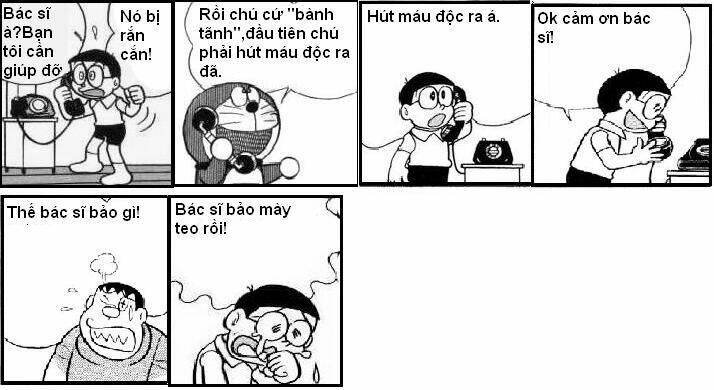 Bác sĩ
à?Bạn
tôi cần
giúp đỡ
Nó bị
rắn
cắn!
Rồi chú cứ "bành
tãnh",đầu tiên chú
phải hút máu độc ra
đã.
Hút máu độc ra á.
Ok cảm ơn bác
sĩ!
Thế bác sĩ bảo gì!
Bác sĩ bảo mày
teo rồi!